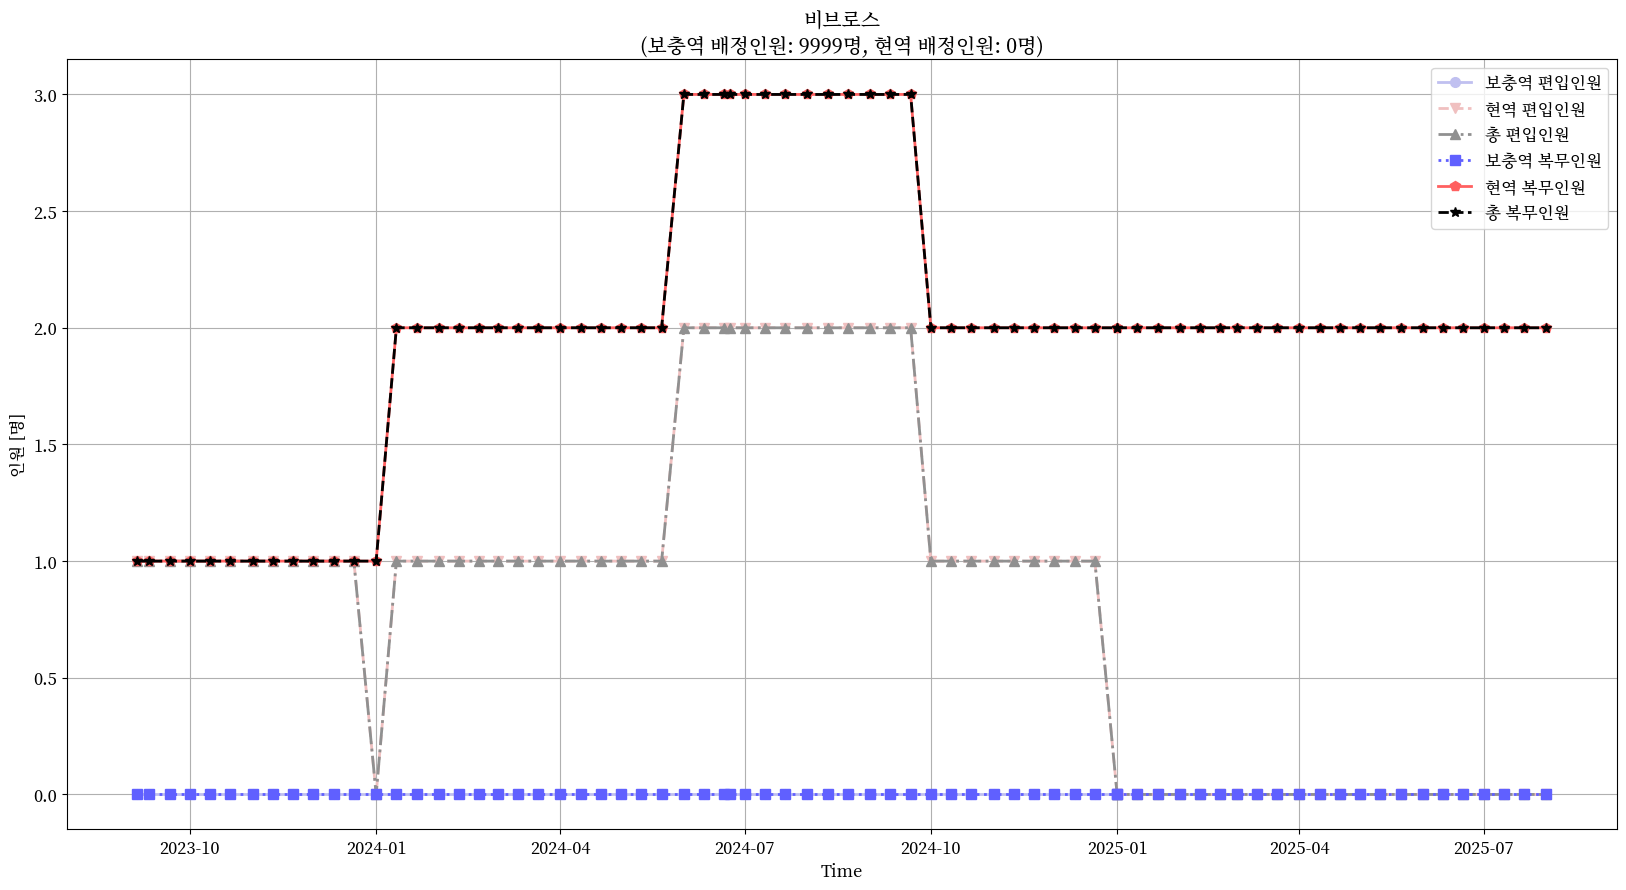 비브로스
(보충역 배정인원: 9999명, 현역 배정인원: 0명)
보충역 편입인원
현역 편입인원
총 편입인원
보충역 복무인원
현역 복무인원
총 복무인원
3.0
2.5
2.0
1.5
1.0
0.5
0.0
인원 [명]
2023-10 2024-01 2024-04 2024-07 2024-10 2025-01 2025-04 2025-07
Time